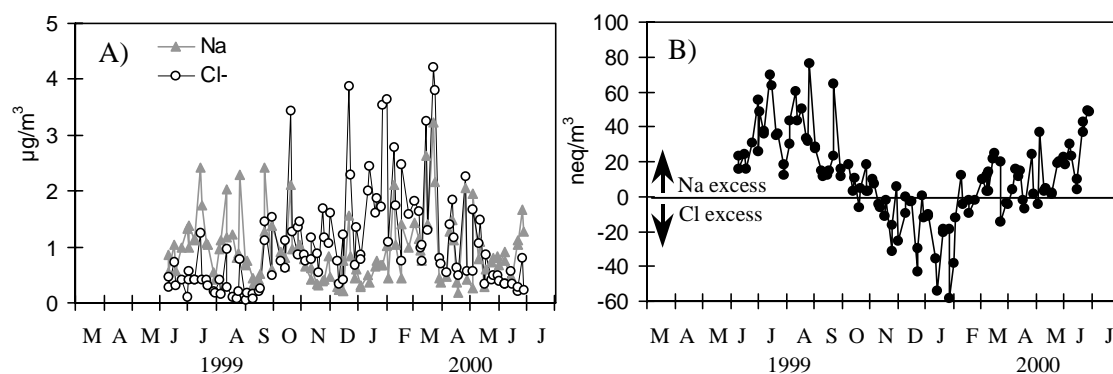 A)
Na
Cl-
µg/m³
5
4
3
2
1
0
M A M J J A S O N D J F M A M J J
1999 2000
B)
neq/m³
100
80
60
40
20
0
-20
-40
-60
Na excess
Cl excess
M A M J J A S O N D J F M A M J J
1999 2000